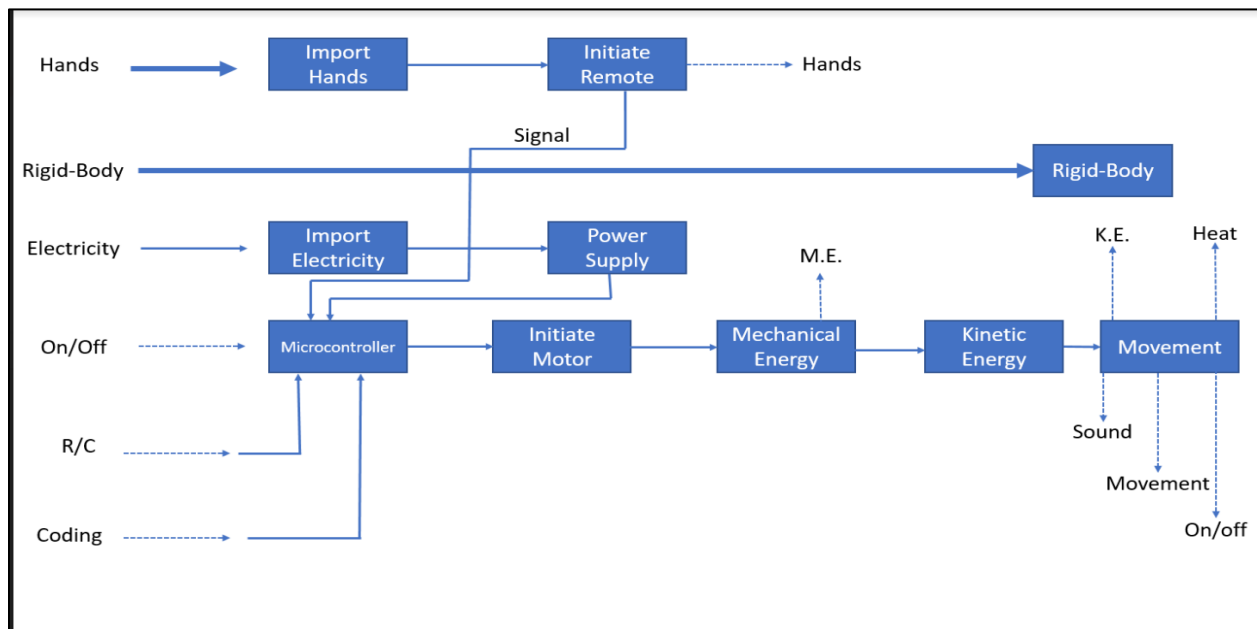 Hands
Import
Hands
Initiate
Remote
Hands
Signal
Rigid-Body
Rigid-Body
Electricity
Import
Electricity
Power
Supply
M.E.
K.E.
Heat
On/Off
Microcontroller
Initiate
Motor
Mechanical
Energy
Kinetic
Energy
Movement
R/C
Sound
Movement
Coding
On/off